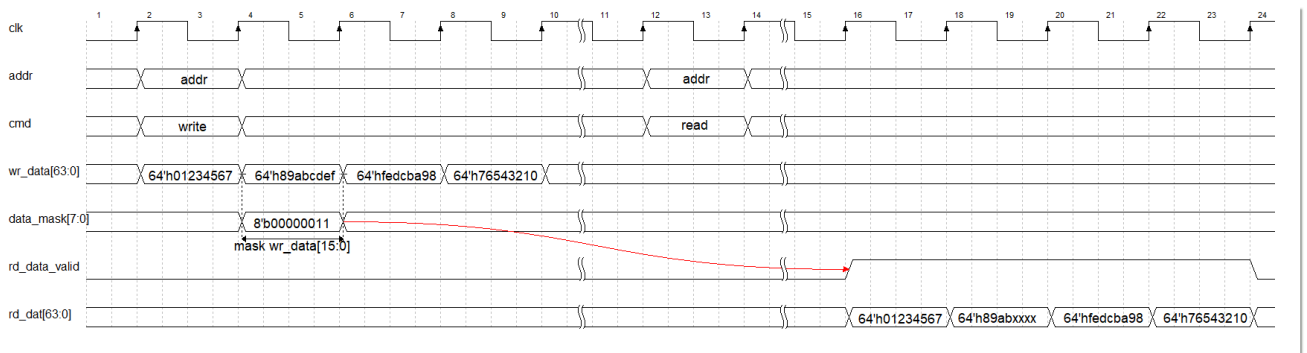 1 2 3 4 5 6 7 8 9 10 11 12 13 14 15 16 17 18 19 20 21 22 23 24
clk
addr addr addr
cmd write read
wr_data[63:0] 64'h01234567 64'h89abcdef 64'hfedcba98 64'h76543210
data_mask[7:0] 8'b00000011
mask wr_data[15:0]
rd_data_valid
rd_dat[63:0] 64'h01234567 64'h89abxxxx 64'hfedcba98 64'h76543210